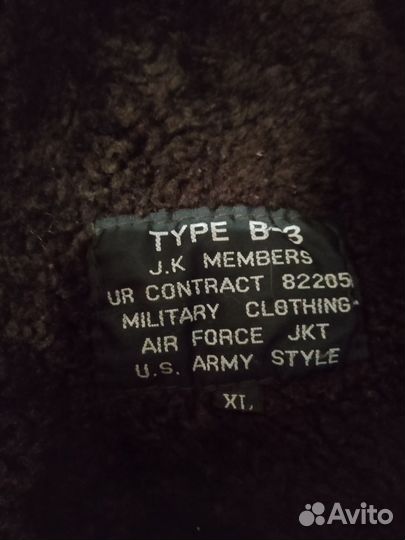 TYPE B-3
J.K MEMBERS
UR CONTRACT 82205
MILITARY CLOTHING
AIR FORCE JKT
U.S. ARMY STYLE
XL
Avito